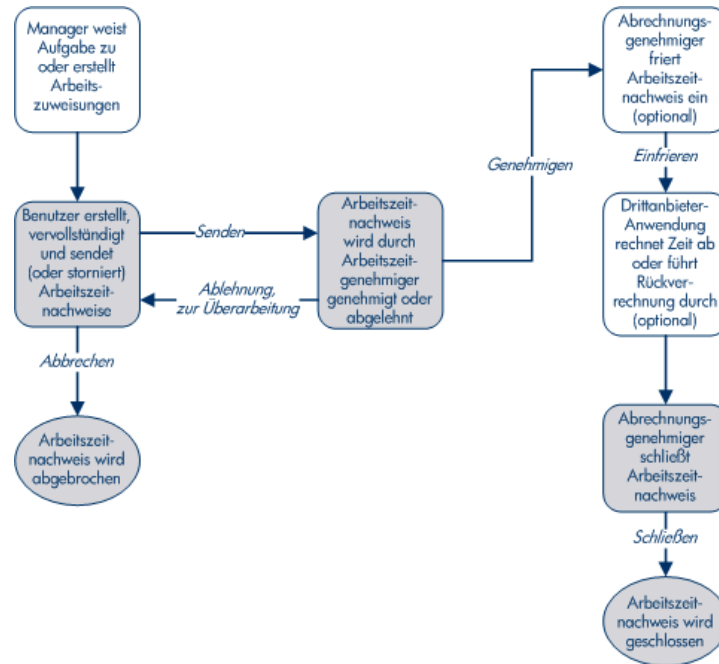 Manager weist
Aufgabe zu
oder erstellt
Arbeits-
zuweisungen
Benutzer erstellt,
vervollständigt
und sendet
(oder storniert)
Arbeitszeit-
nachweise
Senden
Ablehnung,
zur Überarbeitung
Abbrechen
Arbeitszeit-
nachweis wird
abgebrochen
Arbeitszeit
nachweis
wird durch
Arbeitszeit-
genehmiger
genehmigt oder
abgelehnt
Genehmigen
Abrechnungs-
genehmiger
friert
Arbeitszeit
nachweis ein
(optional)
Einfrieren
Drittanbieter-
Anwendung
rechnet Zeit ab
oder führt
Rückver-
rechnung durch
(optional)
Abrechnungs-
genehmiger
schließt
Arbeitszeit
nachweis
Schließen
Arbeitszeit-
nachweis wird
geschlossen